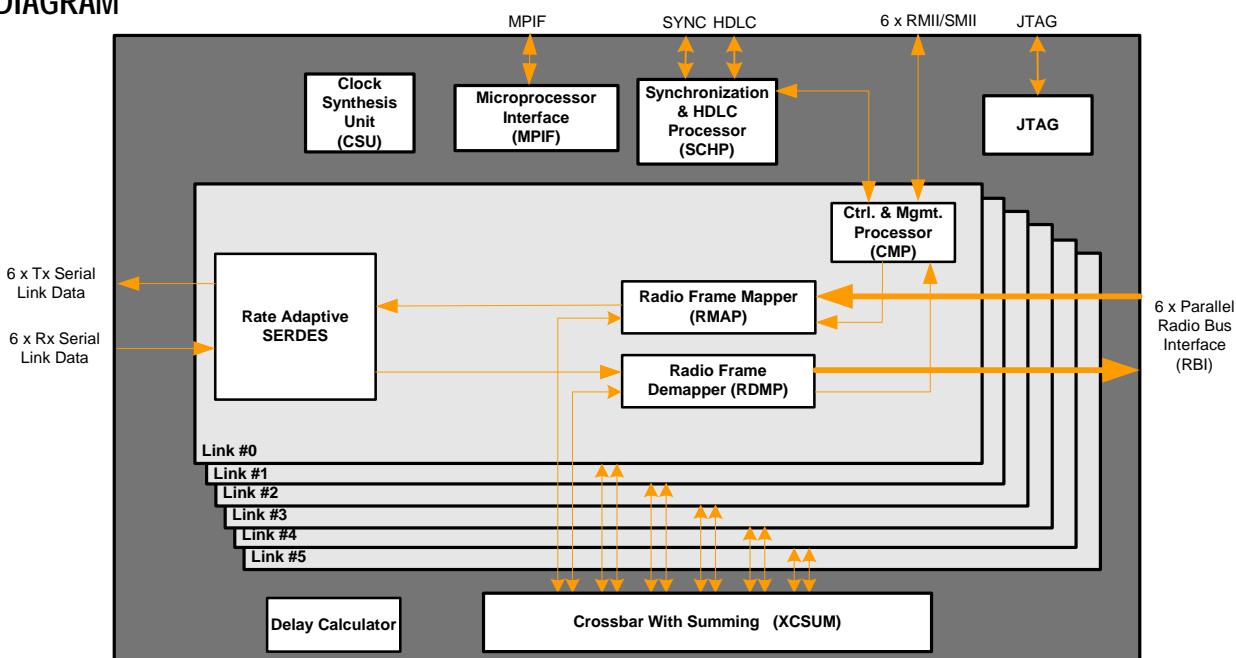 DIAGRAM
MPIF
SYNC HDLC
6 x RMII/SMII
JTAG
Clock
Synthesis
Unit
(CSU)
Microprocessor
Interface
(MPIF)
Synchronization
& HDLC
Processor
(SCHP)
JTAG
Ctrl. & Mgmt.
Processor
(CMP)
6 x Tx Serial
Link Data
6 x Rx Serial
Link Data
Rate Adaptive
SERDES
Radio Frame Mapper
(RMAP)
Radio Frame
Demapper (RDMP)
6 x Parallel
Radio Bus
Interface
(RBI)
Link #0
Link #1
Link #2
Link #3
Link #4
Link #5
Delay Calculator
Crossbar With Summing (XCSUM)